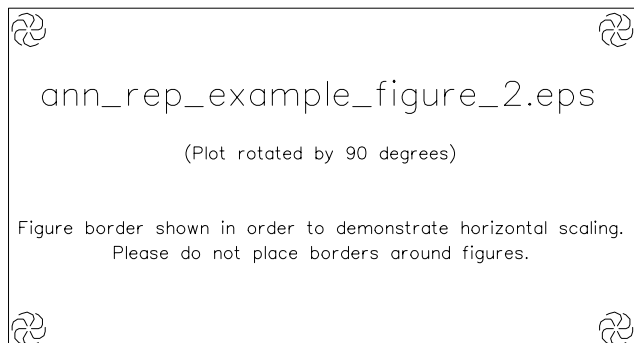 ann_rep_example_figure_2.eps
(Plot rotated by 90 degrees)
Figure border shown in order to demonstrate horizontal scaling.
Please do not place borders around figures.